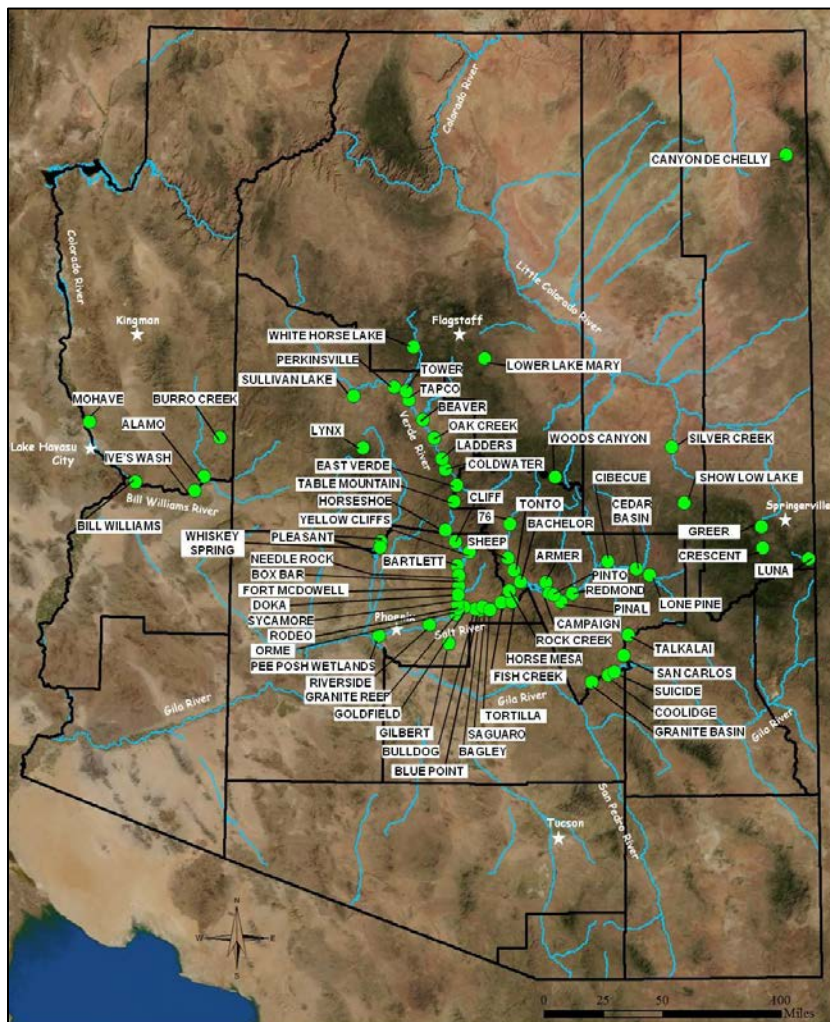 Colorado River
CANYON DE CHELLY
Colorado River
Little Colorado River
Kingman
Flagstaff
WHITE HORSE LAKE
PERKINSVILLE
TOWER
LOWER LAKE MARY
SULLIVAN LAKE
TAPCO
MOHAVE
BURRO CREEK
BEAVER
Verde River
ALAMO
LYNX
OAK CREEK
WOODS CANYON
SILVER CREEK
Lake Havasu
City
IVE'S WASH
LADDERS
EAST VERDE
COLDWATER
CIBECUE
SHOW LOW LAKE
TABLE MOUNTAIN
Bill Williams River
HORSESHOE
CLIFF
TONTO
CEDAR
BASIN
Springerville
BILL WILLIAMS
YELLOW CLIFFS
76
BACHELOR
GREER
WHISKEY
SPRING
PLEASANT
SHEEP
NEEDLE ROCK
BARTLETT
ARMER
CRESCENT
BOX BAR
PINTO
LUNA
FORT MCDOWELL
REDMOND
DOKA
PINAL
LONE PINE
SYCAMORE
Phoenix
CAMPAIGN
RODEO
Salt River
ROCK CREEK
TALKALAI
ORME
HORSE MESA
PEE POSH WETLANDS
FISH CREEK
SAN CARLOS
RIVERSIDE
SUICIDE
GRANITE REEF
Gila River
Gila River
COOLIDGE
GOLDFIELD
TORTILLA
GRANITE BASIN
Gila River
GILBERT
SAGUARO
BULLDOG
BAGLEY
BLUE POINT
San Pedro River
Tucson
N
W E
S
0 25 50 100
Miles